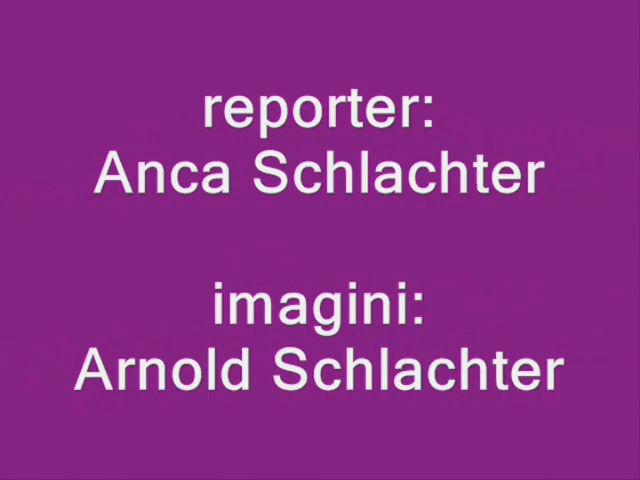 reporter:
Anca Schlachter
imagini:
Arnold Schlachter